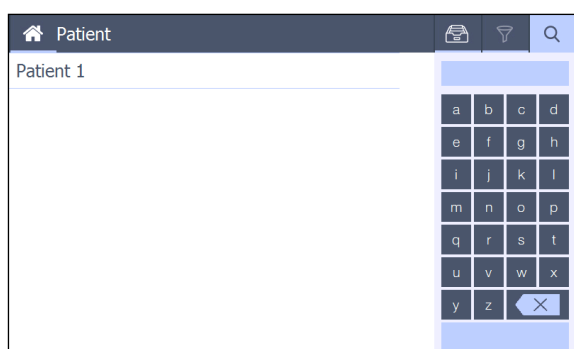 Patient
Patient 1
a b c d
e f g h
i j k l
m n o p
q r s t
u v w x
y z